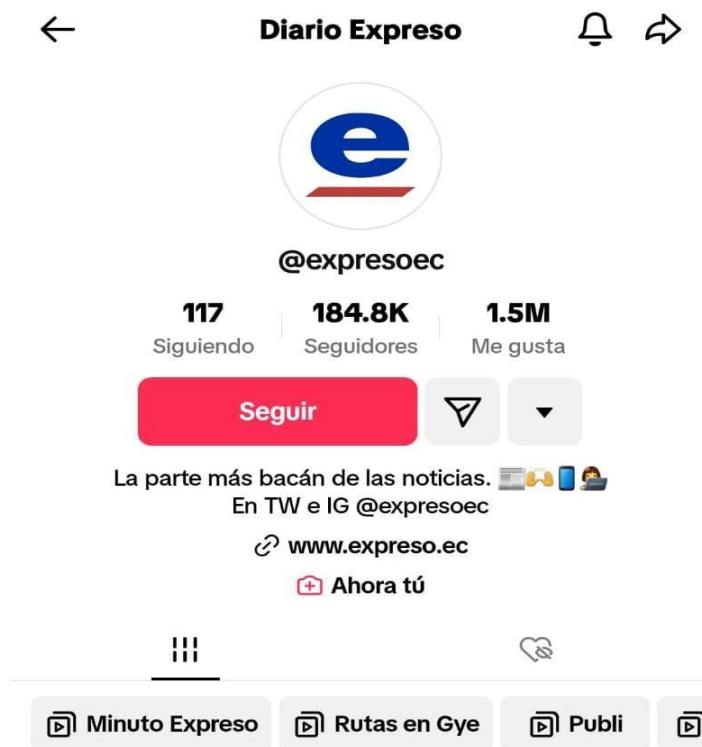 Diario Expreso
e
@expresoec
117 184.8K 1.5M
Siguiendo Seguidores Me gusta
Seguir
La parte más bacán de las noticias. 📰🙌📱👩‍💻
En TW e IG @expresoec
www.expreso.ec
Ahora tú
Minuto Expreso Rutas en Gye Publi